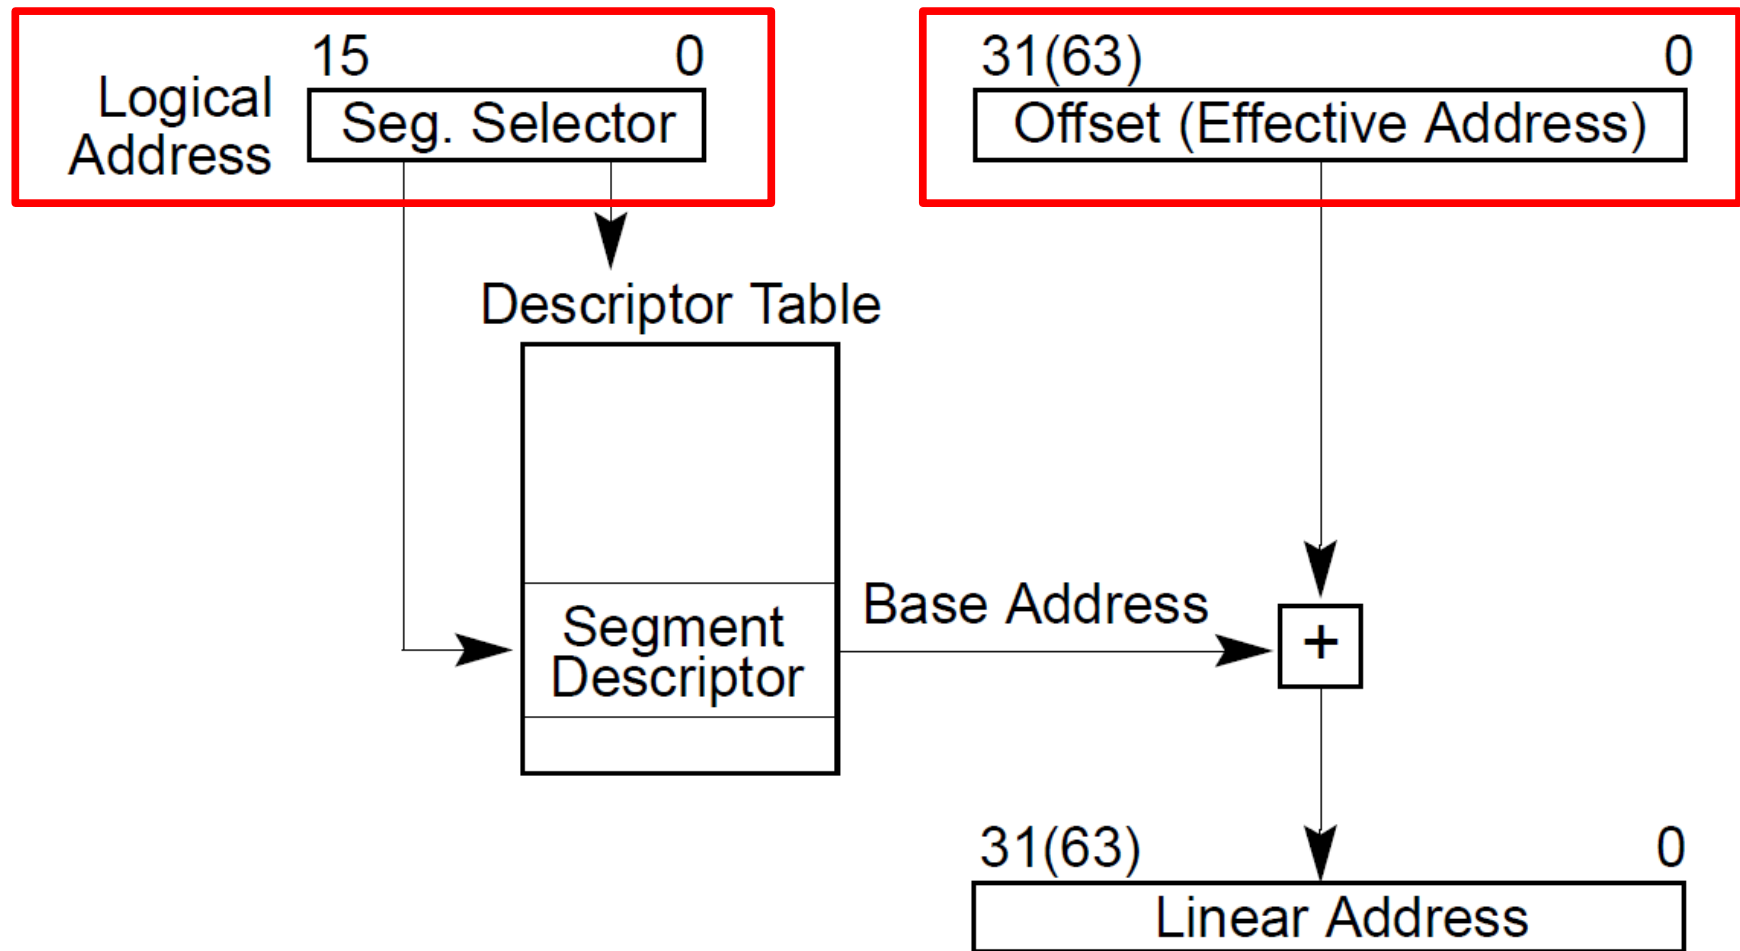 15 0
31(63) 0
Logical
Address
Seg. Selector
Offset (Effective Address)
Descriptor Table
Segment
Descriptor
Base Address
+
31(63) 0
Linear Address